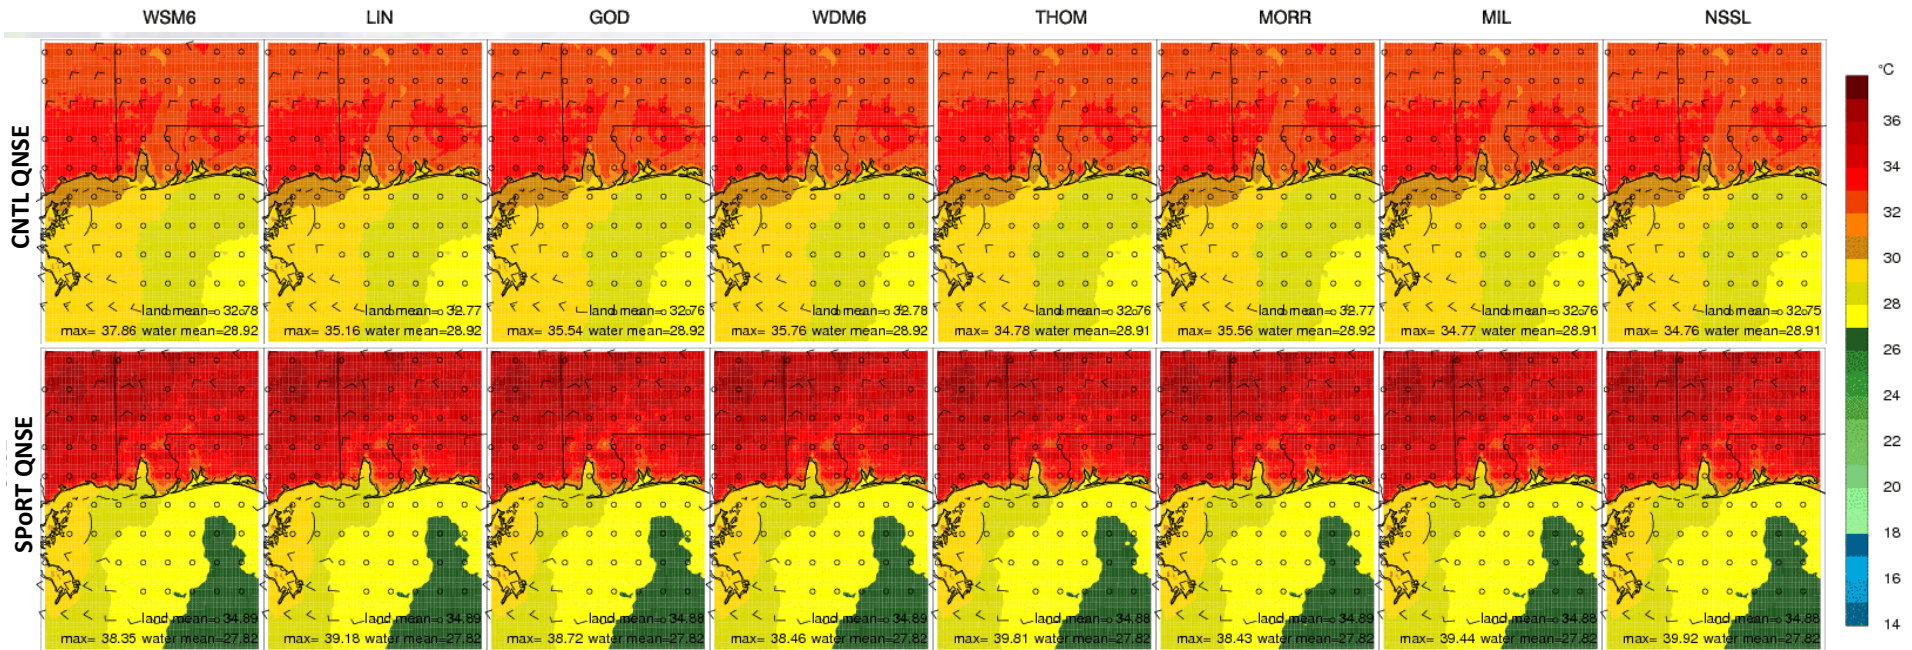 WSM6 LIN GOD WDM6 THOM MORR MIL NSSL
°C
CNTL QNSE
land mean= 32.78 land mean= 32.77 land mean= 32.76 land mean= 32.78 land mean= 32.76 land mean= 32.77 land mean= 32.76 land mean= 32.75
max= 37.86 water mean=28.92 max= 35.16 water mean=28.92 max= 35.54 water mean=28.92 max= 35.76 water mean=28.92 max= 34.78 water mean=28.91 max= 35.56 water mean=28.92 max= 34.77 water mean=28.91 max= 34.76 water mean=28.91
SPoRT QNSE
land mean= 34.89 land mean= 34.89 land mean= 34.88 land mean= 34.89 land mean= 34.88 land mean= 34.89 land mean= 34.88 land mean= 34.88
max= 38.35 water mean=27.82 max= 39.18 water mean=27.82 max= 38.72 water mean=27.82 max= 38.46 water mean=27.82 max= 39.81 water mean=27.82 max= 38.43 water mean=27.82 max= 39.44 water mean=27.82 max= 39.92 water mean=27.82
36
34
32
30
28
26
24
22
20
18
16
14